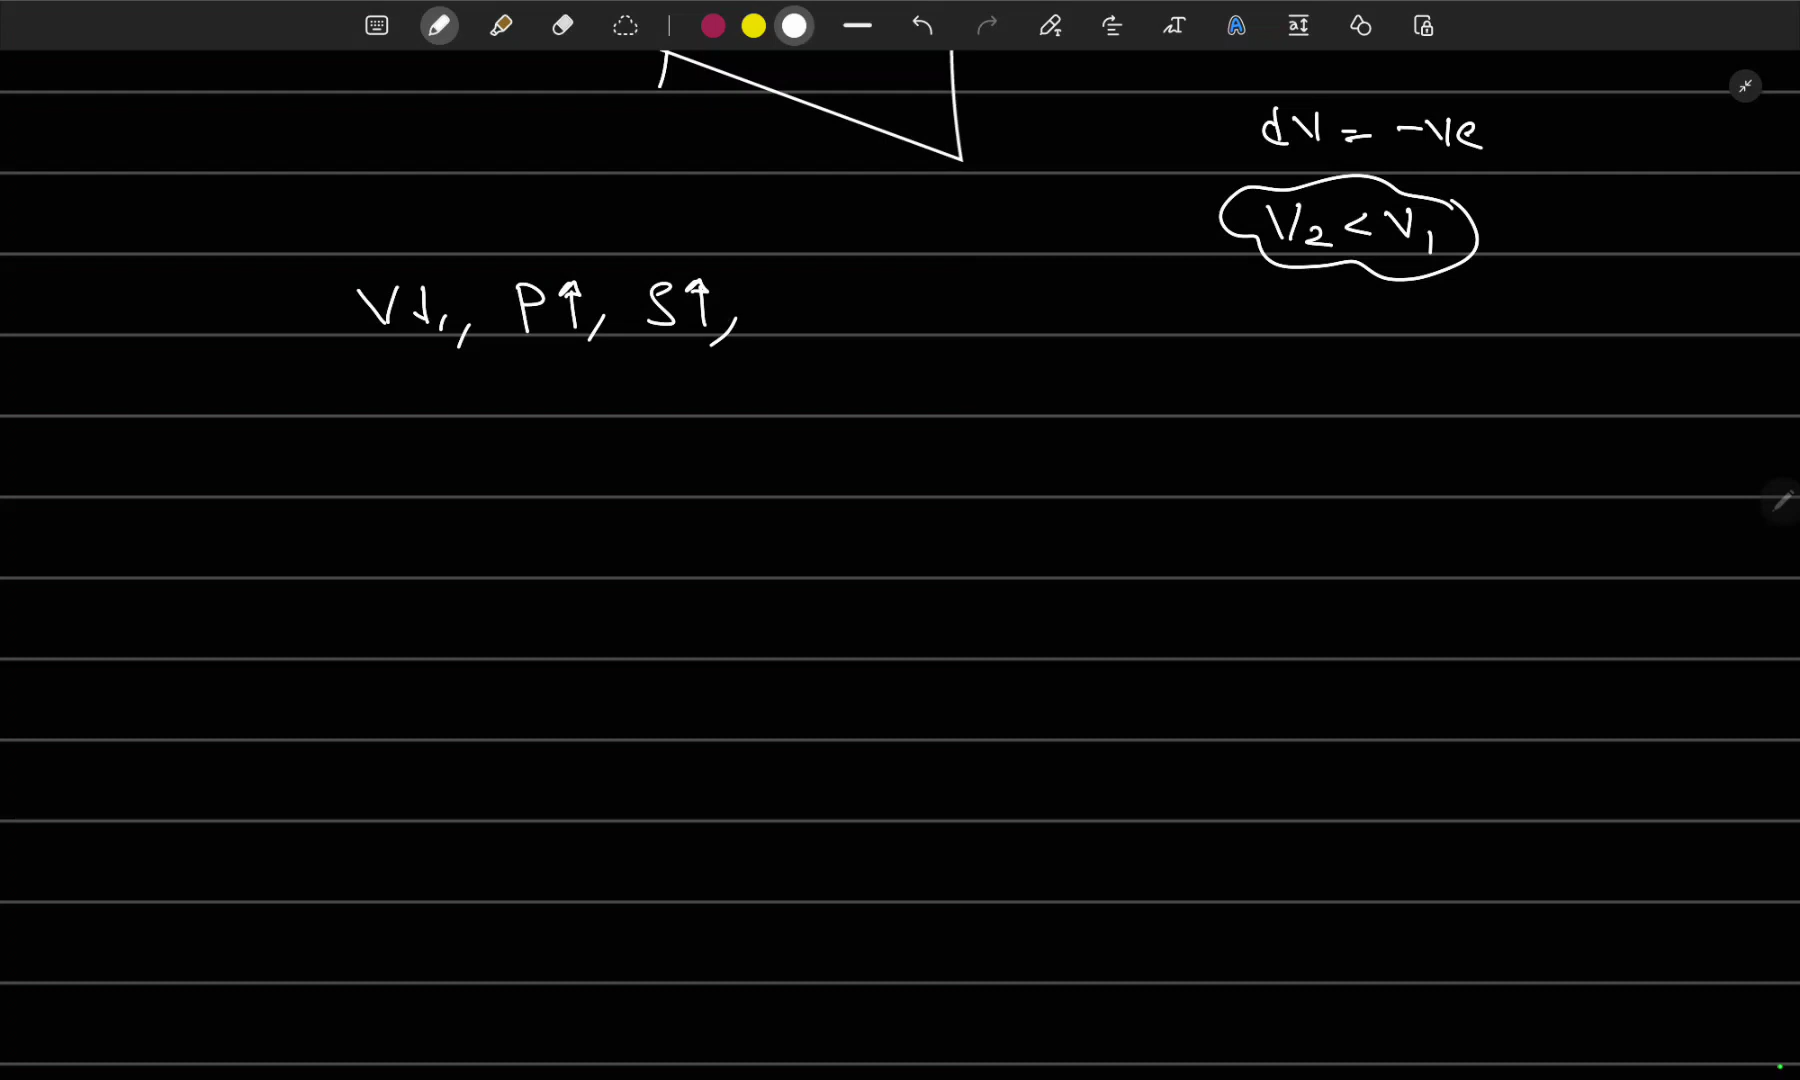 dV = -ve
V₂ < V₁
V↓, , P↑, S↑,